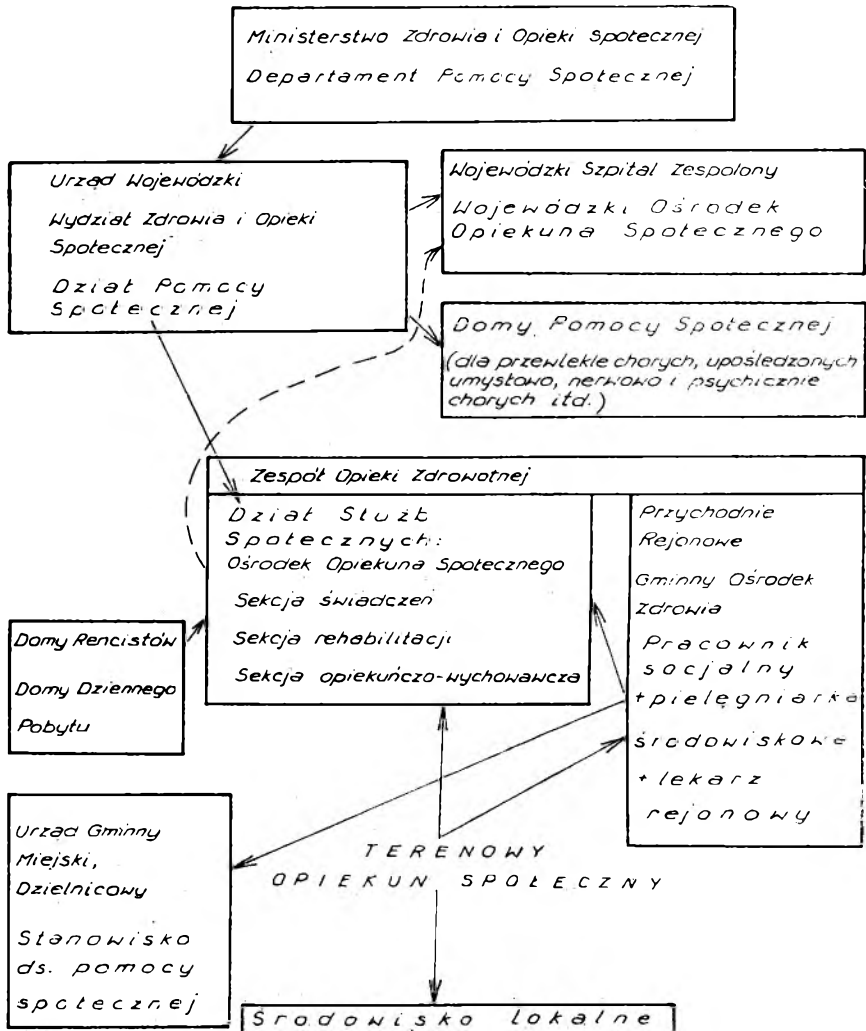 Ministerstwo Zdrowia i Opieki Społecznej
Departament Pomocy Społecznej
Urząd Wojewódzki
Wydział Zdrowia i Opieki
Społecznej
Dział Pomocy
Społecznej
Wojewódzki Szpital Zespolony
Wojewódzki Ośrodek
Opiekuna Społecznego
Domy Pomocy Społecznej
(dla przewlekle chorych, upośledzonych
umysłowo, nerwowo i psychicznie
chorych itd.)
Zespół Opieki Zdrowotnej
Dział Służb
Społecznych:
Ośrodek Opiekuna Społecznego
Sekcja świadczeń
Sekcja rehabilitacji
Sekcja opiekuńczo-wychowawcza
Przychodnie
Rejonowe
Gminny Ośrodek
Zdrowia
Pracownik
socjalny
+ pielęgniarka
środowiskowa
+ lekarz
rejonowy
Domy Rencistów
Domy Dziennego
Pobytu
Urząd Gminny
Miejski,
Dzielnicowy
Stanowisko
ds. pomocy
społecznej
TERENOWY
OPIEKUN SPOŁECZNY
Środowisko lokalne